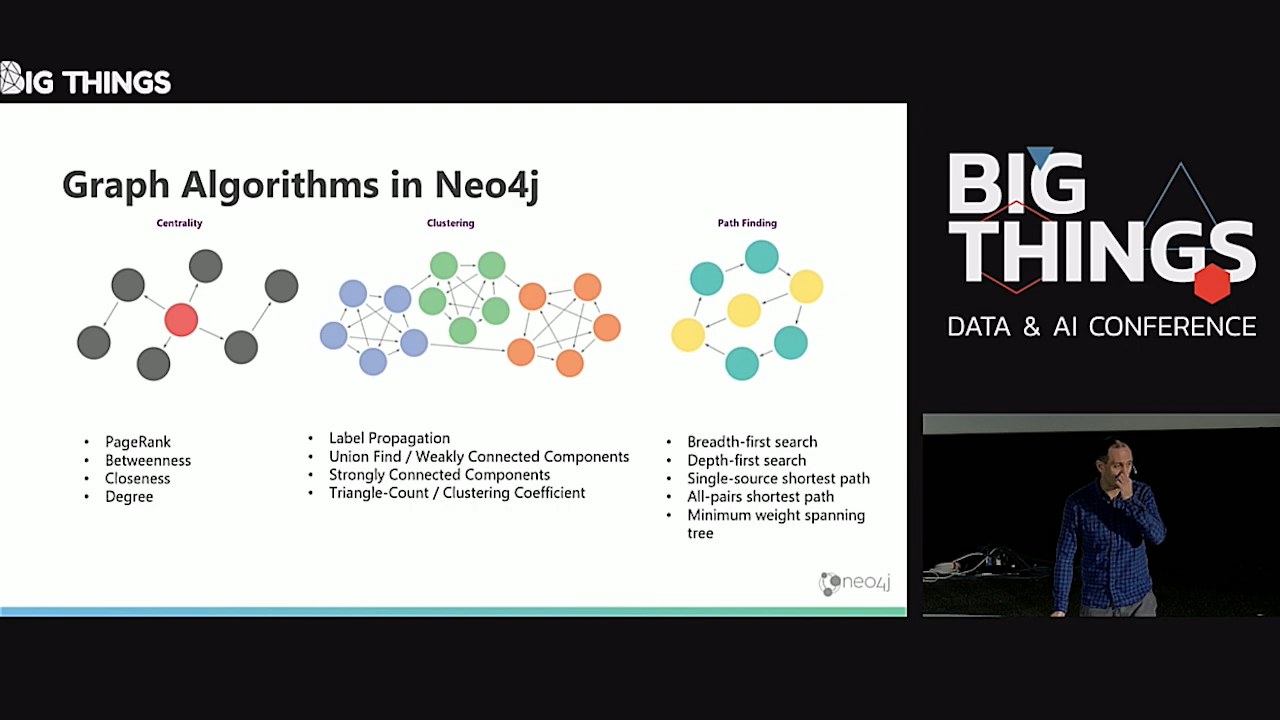 BIG THINGS
Graph Algorithms in Neo4j
Centrality
Clustering
Path Finding
• PageRank
• Betweenness
• Closeness
• Degree
• Label Propagation
• Union Find / Weakly Connected Components
• Strongly Connected Components
• Triangle-Count / Clustering Coefficient
• Breadth-first search
• Depth-first search
• Single-source shortest path
• All-pairs shortest path
• Minimum weight spanning
tree
neo4j
BIG
THINGS
DATA & AI CONFERENCE